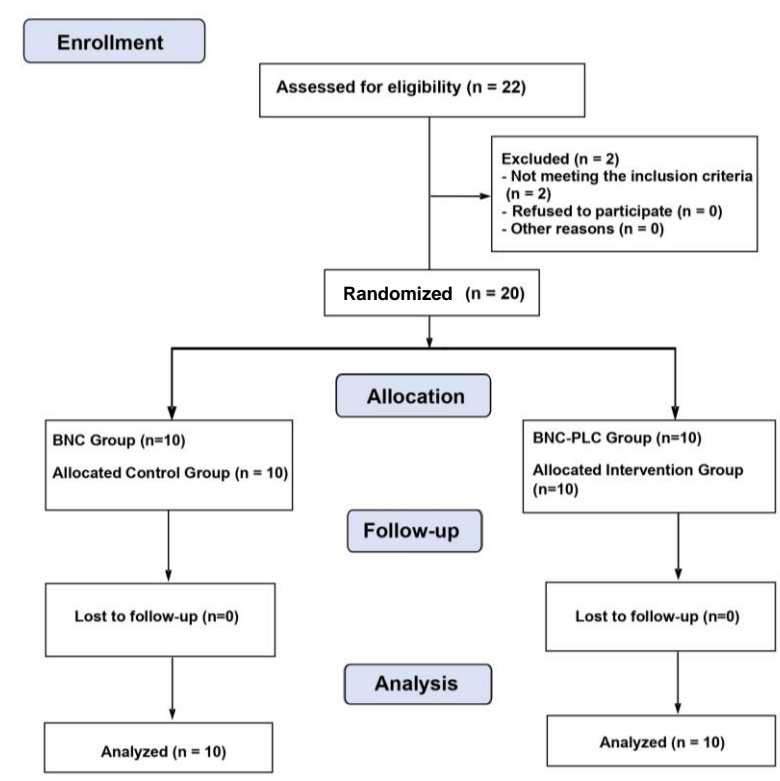 Enrollment
Assessed for eligibility (n = 22)
Excluded (n = 2)
- Not meeting the inclusion criteria
(n = 2)
- Refused to participate (n = 0)
- Other reasons (n = 0)
Randomized (n = 20)
Allocation
BNC Group (n=10)
Allocated Control Group (n = 10)
BNC-PLC Group (n=10)
Allocated Intervention Group
(n=10)
Follow-up
Lost to follow-up (n=0)
Lost to follow-up (n=0)
Analysis
Analyzed (n = 10)
Analyzed (n = 10)